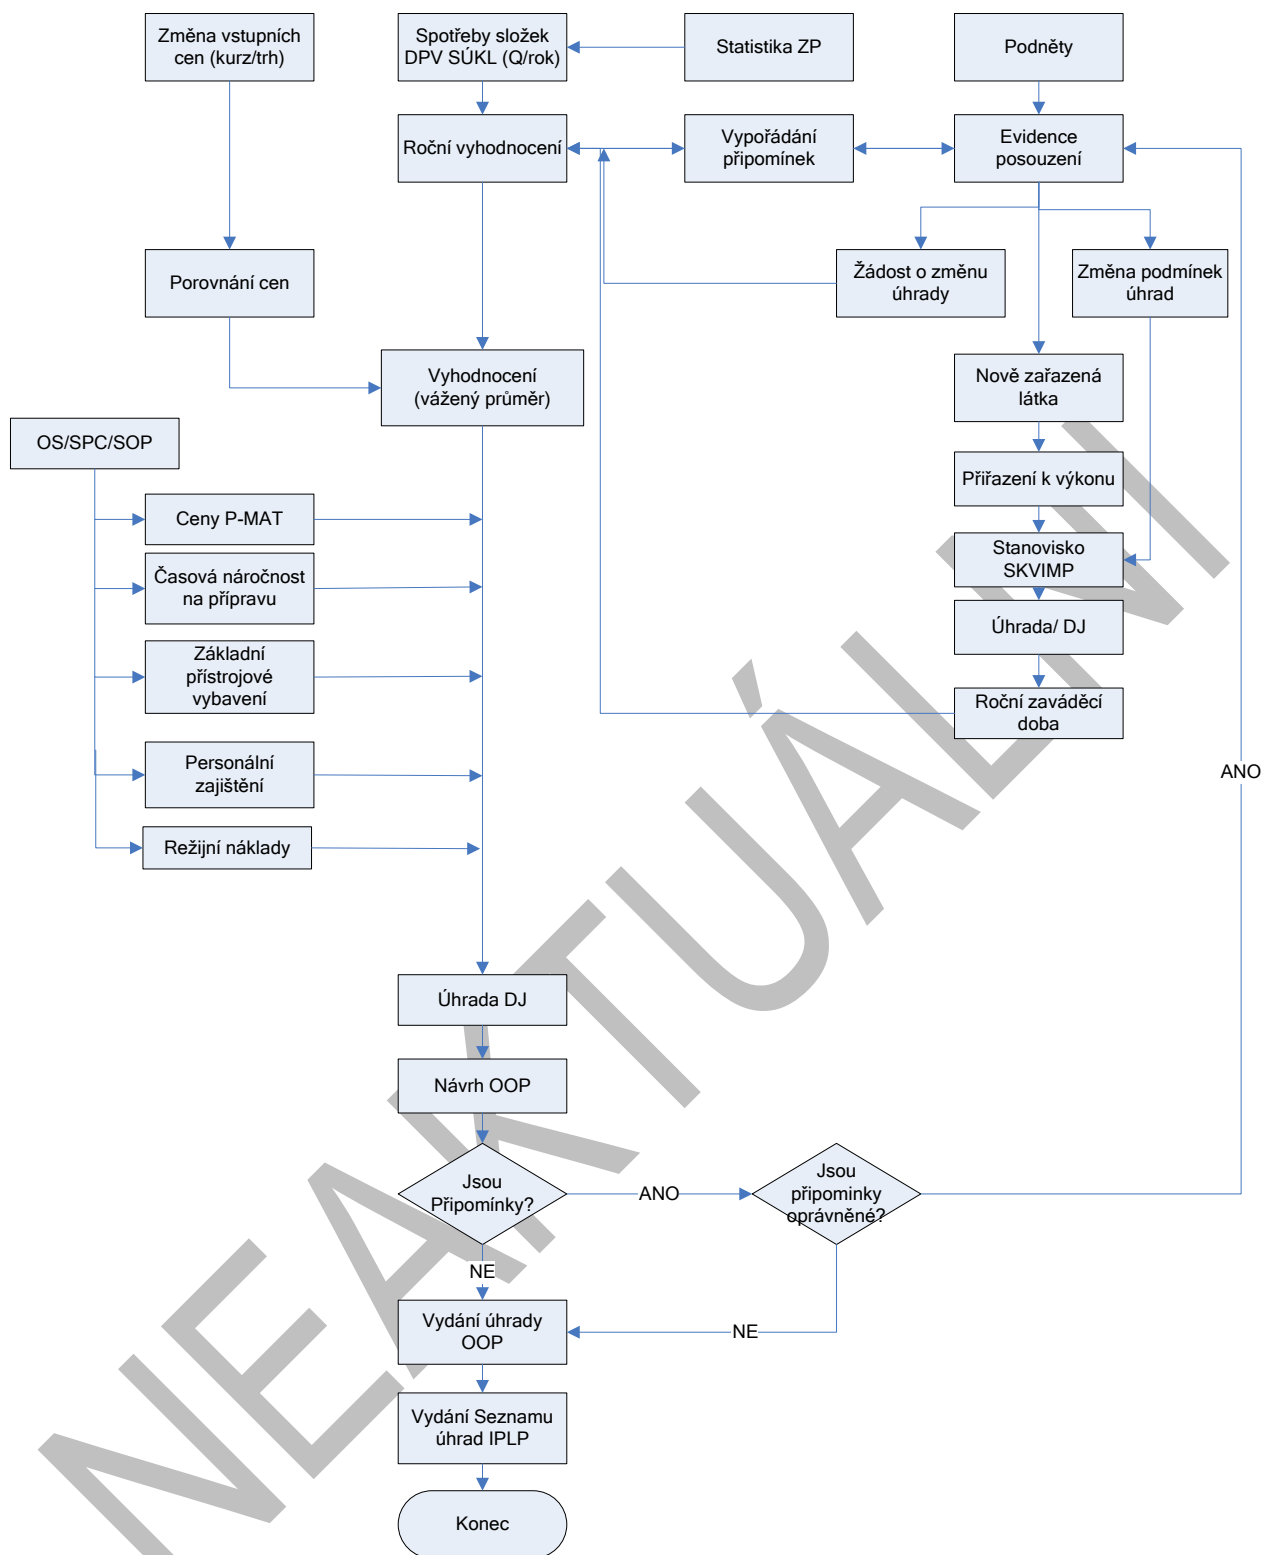 Změna vstupních
cen (kurz/trh)
Spotřeby složek
DPV SÚKL (Q/rok)
Statistika ZP
Podněty
Roční vyhodnocení
Vypořádání
připomínek
Evidence
posouzení
Porovnání cen
Žádost o změnu
úhrady
Změna podmínek
úhrad
Vyhodnocení
(vážený průměr)
Nově zařazená
látka
OS/SPC/SOP
Přiřazení k výkonu
Ceny P-MAT
Stanovisko
SKVIMP
Časová náročnost
na přípravu
Úhrada/ DJ
Základní
přístrojové
vybavení
Roční zaváděcí
doba
Personální
zajištění
ANO
Režijní náklady
Úhrada DJ
Návrh OOP
Jsou
Připomínky?
ANO
Jsou
připominky
oprávněné?
NE
Vydání úhrady
OOP
NE
Vydání Seznamu
úhrad IPLP
Konec
NEAKTUÁLNÍ